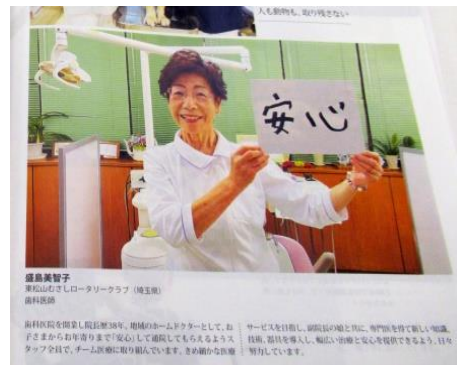 人も動物も、取り残さない
安心
盛島美智子
東松山むさしロータリークラブ（埼玉県）
歯科医師
歯科医院を開業し院長歴38年、地域のホームドクターとして、お
子さまからお年寄りまで「安心」して通院してもらえるようス
タッフ全員で、チーム医療に取り組んでいます。きめ細かな医療
サービスを目指し、副院長の娘と共に、専門医を得て新しい知識、
技術、器具を導入し、幅広い治療と安心を提供できるよう、日々
努力しています。